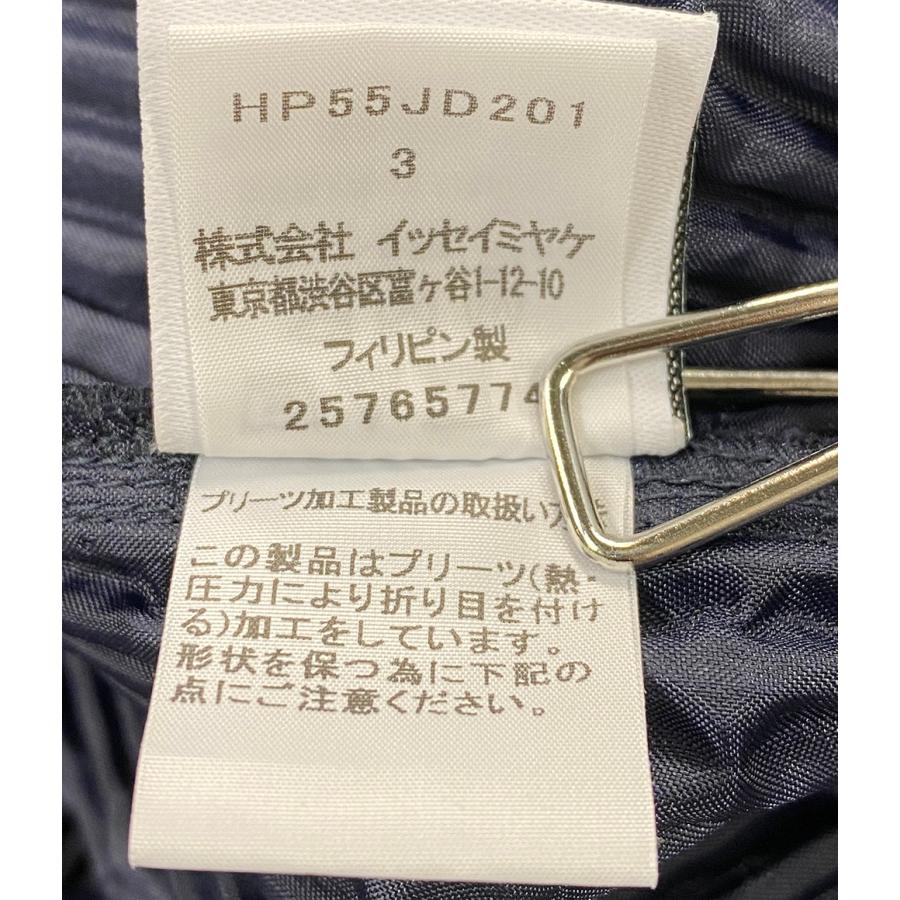 HP55JD201
3
株式会社 イッセイミヤケ
東京都渋谷区富ヶ谷1-12-10
フィリピン製
25765774
プリーツ加工製品の取扱い方法
この製品はプリーツ(熱・
圧力により折り目を付け
る)加工をしています。
形状を保つ為に下記の
点にご注意ください。